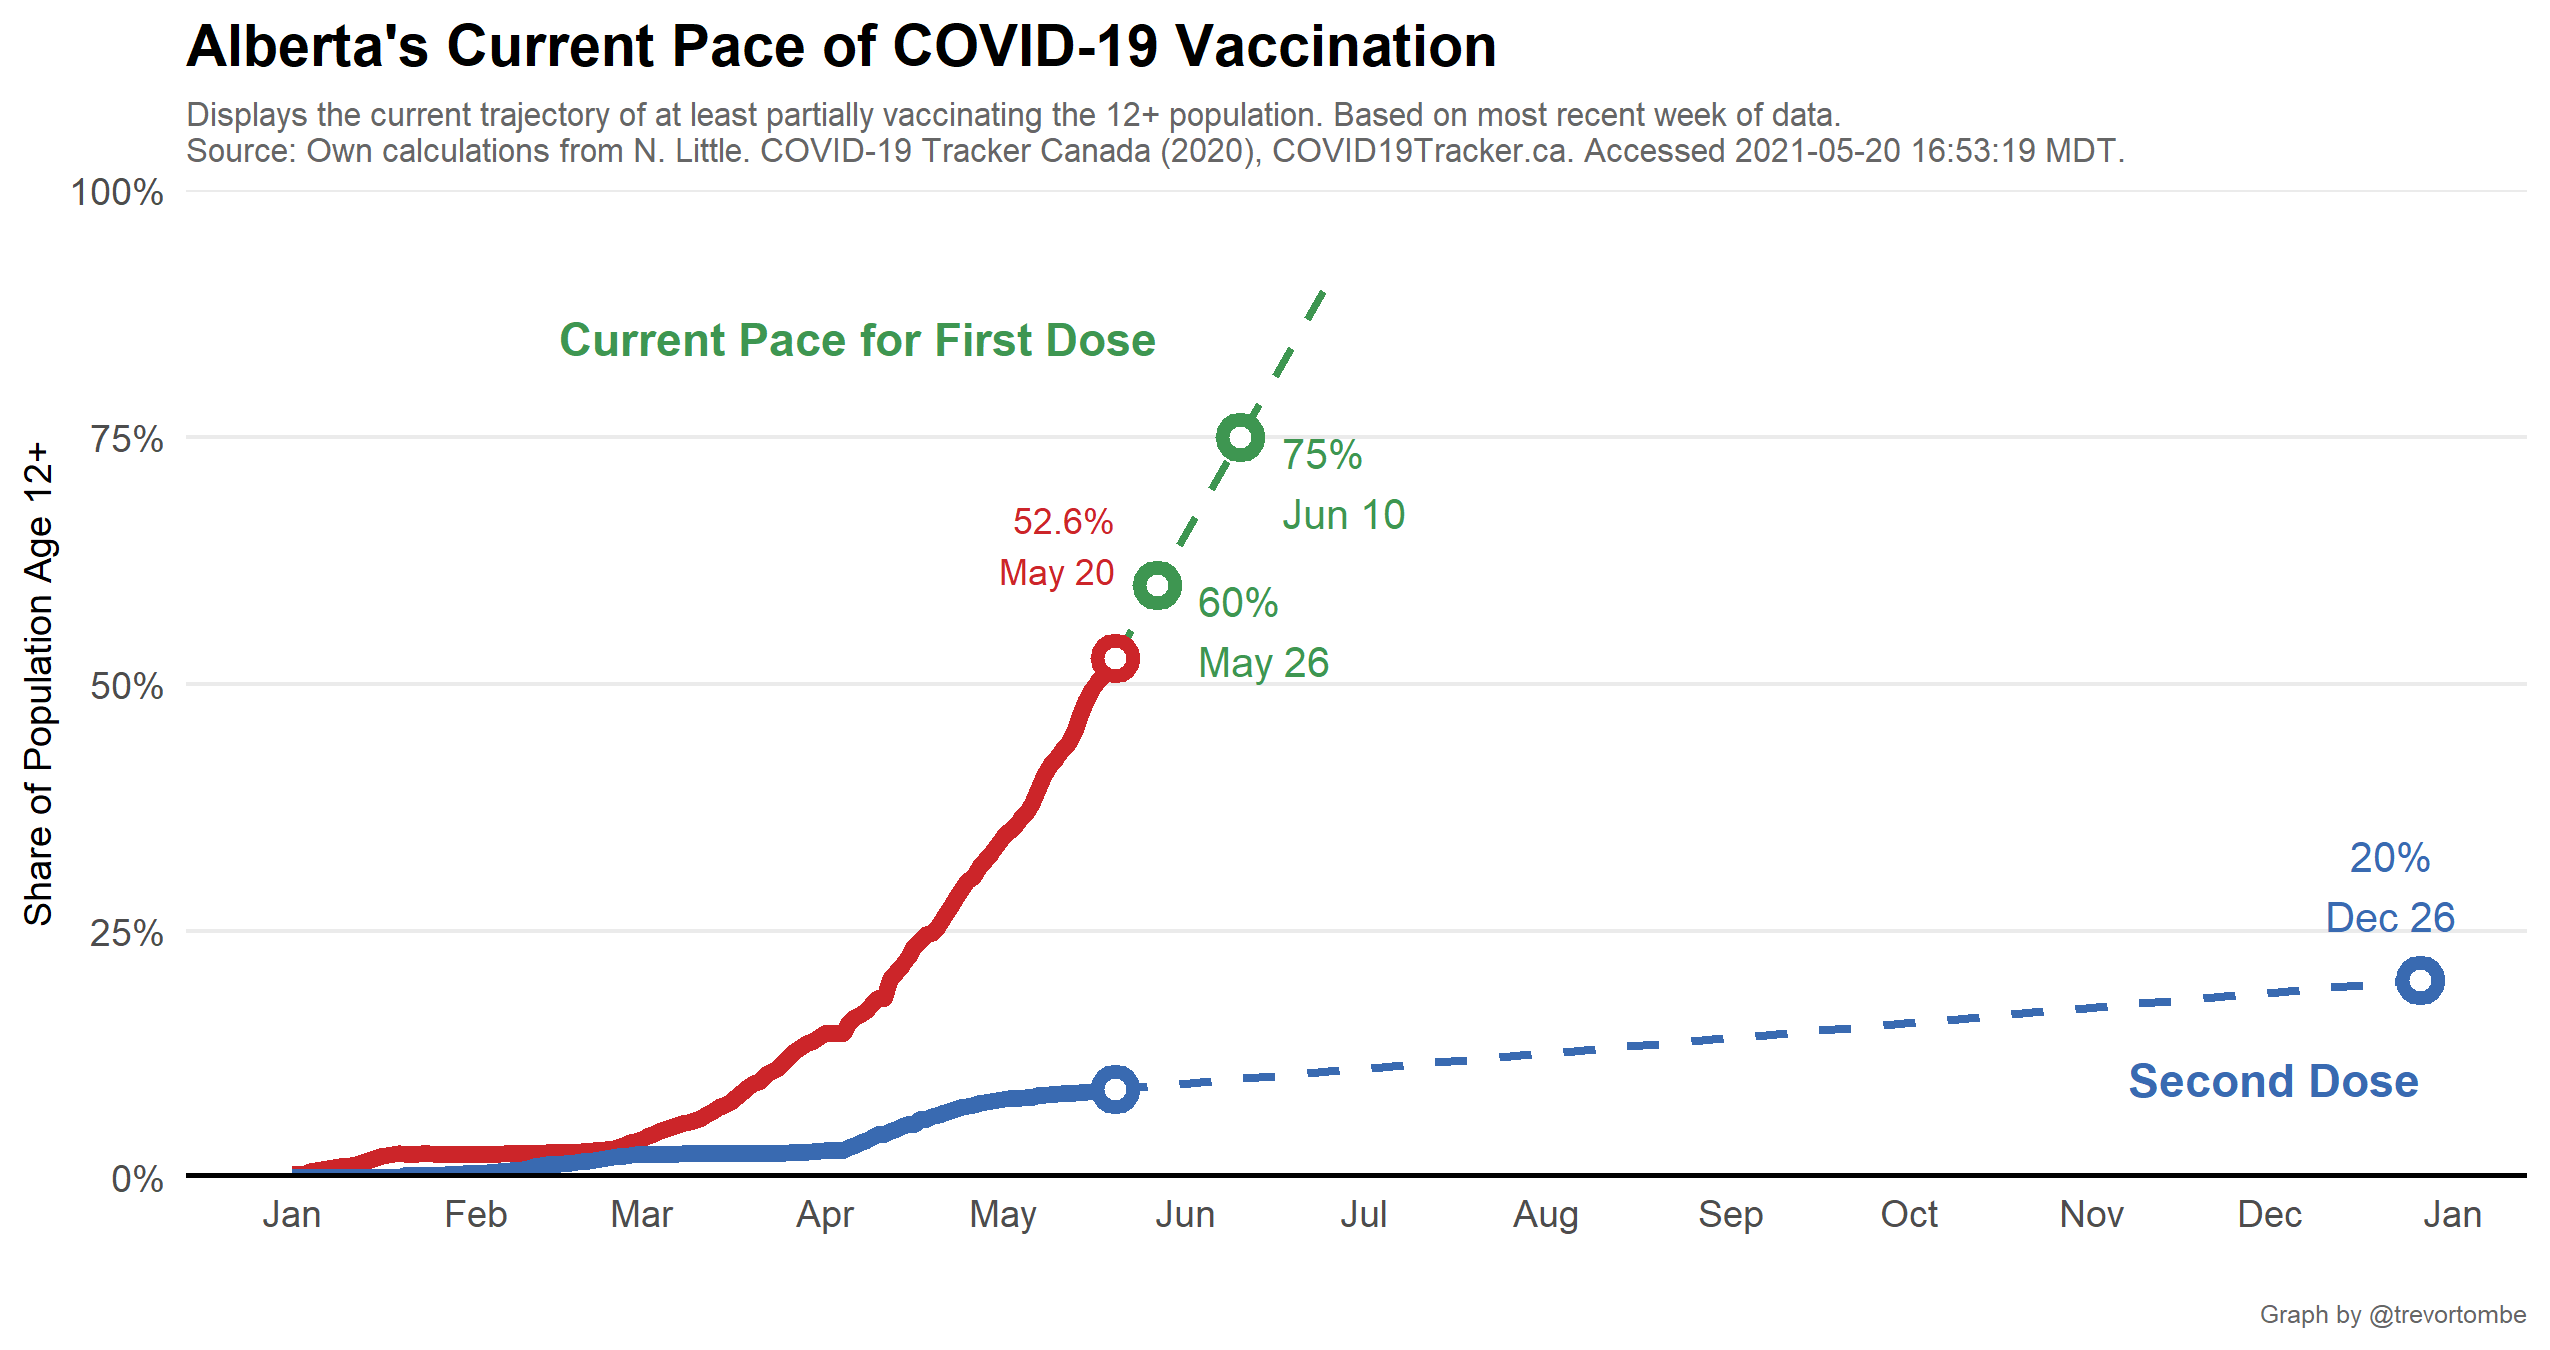 Alberta's Current Pace of COVID-19 Vaccination
Displays the current trajectory of at least partially vaccinating the 12+ population. Based on most recent week of data.
Source: Own calculations from N. Little. COVID-19 Tracker Canada (2020), COVID19Tracker.ca. Accessed 2021-05-20 16:53:19 MDT.
Share of Population Age 12+
100%
75%
50%
25%
0%
Current Pace for First Dose
75%
Jun 10
52.6%
May 20
60%
May 26
20%
Dec 26
Second Dose
Jan Feb Mar Apr May Jun Jul Aug Sep Oct Nov Dec Jan
Graph by @trevortombe